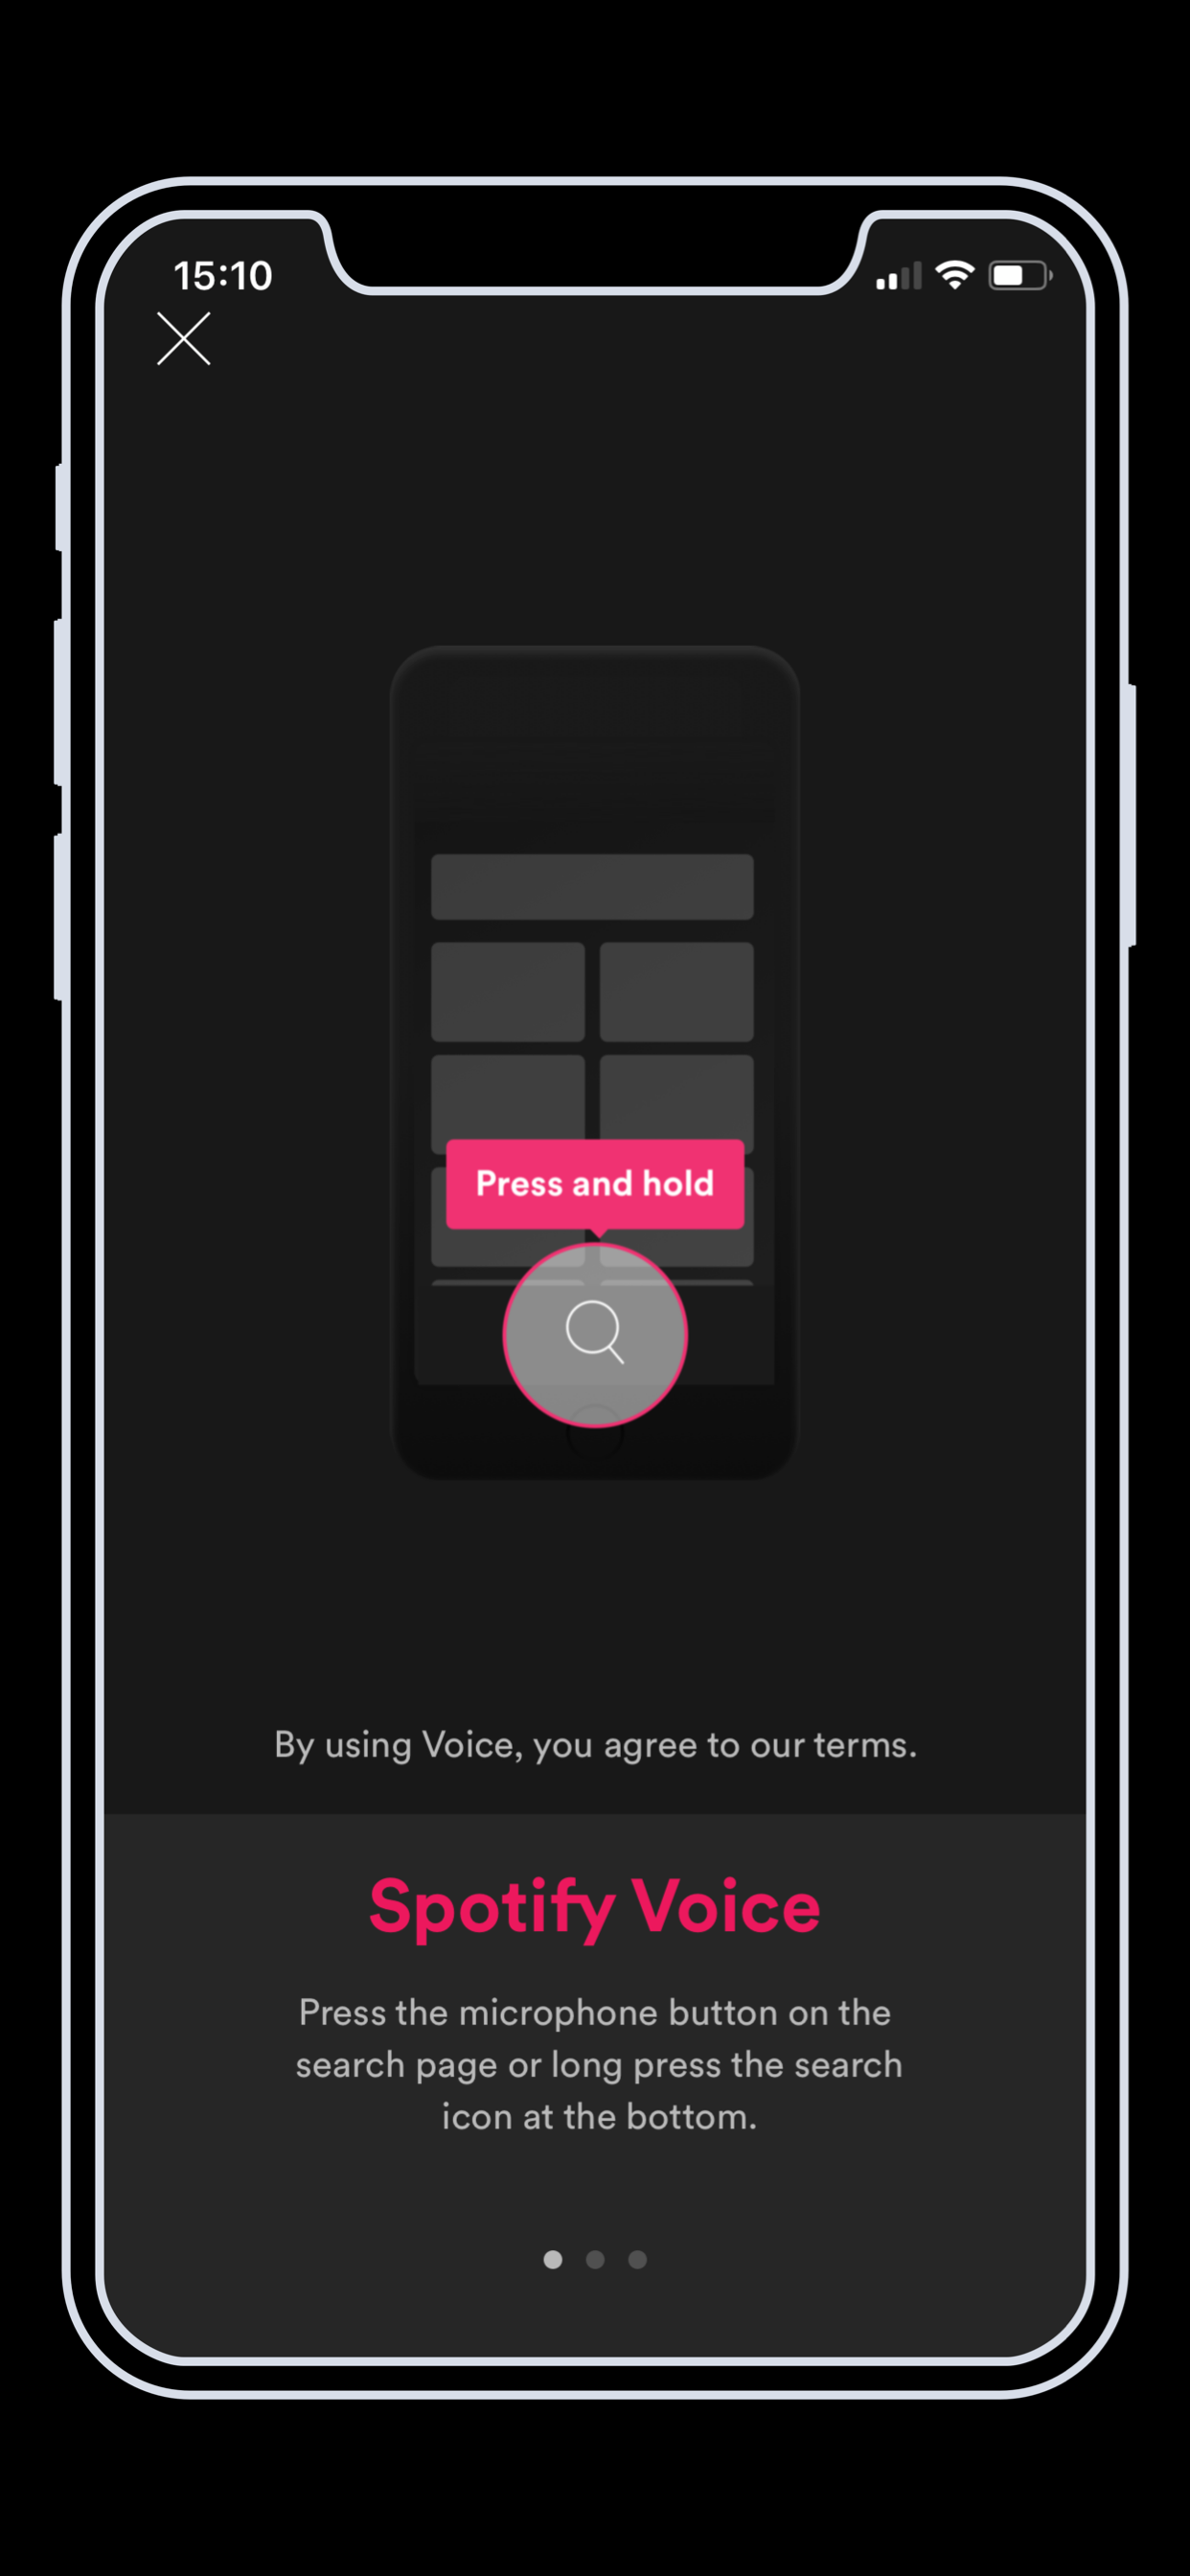 15:10
Press and hold
By using Voice, you agree to our terms.
Spotify Voice
Press the microphone button on the
search page or long press the search
icon at the bottom.